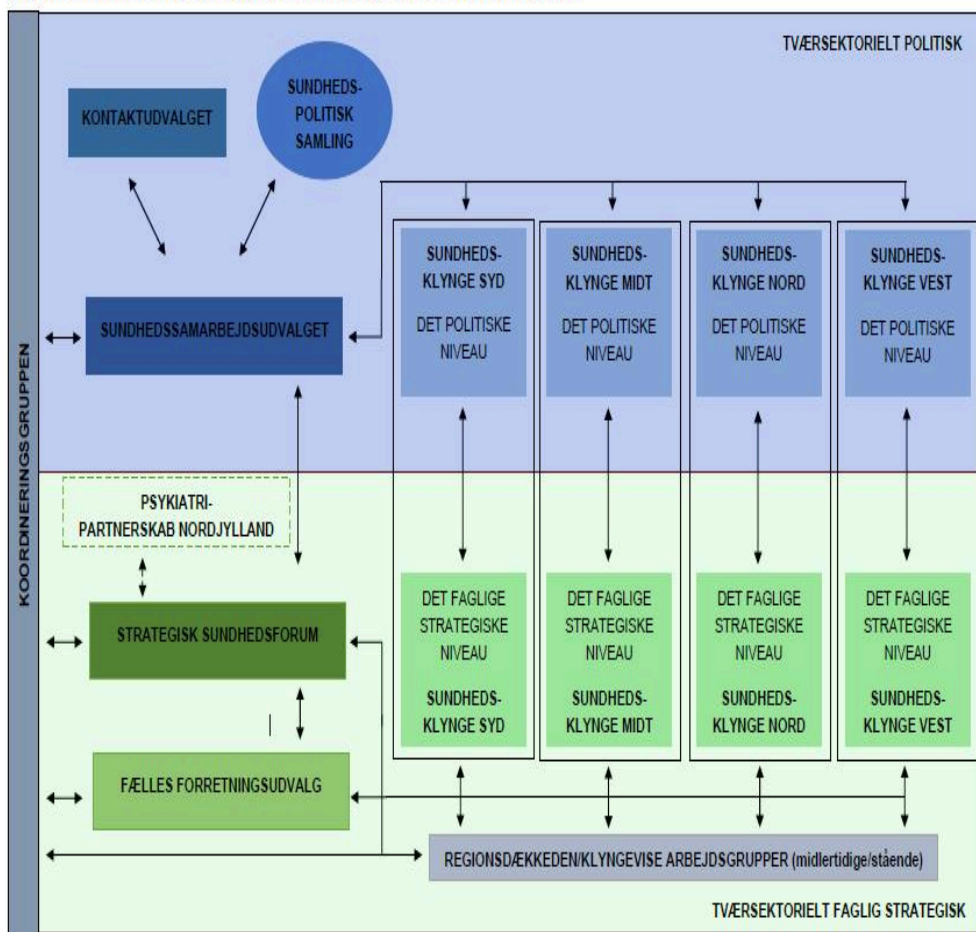 TVÆRSEKTORIELT POLITISK
KONTAKTUDVALGET
SUNDHEDS-
POLITISK
SAMLING
SUNDHEDSSAMARBEJDSUDVALGET
SUNDHEDS-
KLYNGE SYD
DET POLITISKE
NIVEAU
SUNDHEDS-
KLYNGE MIDT
DET POLITISKE
NIVEAU
SUNDHEDS-
KLYNGE NORD
DET POLITISKE
NIVEAU
SUNDHEDS-
KLYNGE VEST
DET POLITISKE
NIVEAU
KOORDINERINGSGRUPPEN
PSYKIATRI-
PARTNERSKAB NORDJYLLAND
STRATEGISK SUNDHEDSFORUM
FÆLLES FORRETNINGSUDVALG
DET FAGLIGE
STRATEGISKE
NIVEAU
SUNDHEDS-
KLYNGE SYD
DET FAGLIGE
STRATEGISKE
NIVEAU
SUNDHEDS-
KLYNGE MIDT
DET FAGLIGE
STRATEGISKE
NIVEAU
SUNDHEDS-
KLYNGE NORD
DET FAGLIGE
STRATEGISKE
NIVEAU
SUNDHEDS-
KLYNGE VEST
REGIONSDÆKKEDEN/KLYNGEVISE ARBEJDSGRUPPER (midlertidige/stående)
TVÆRSEKTORIELT FAGLIG STRATEGISK